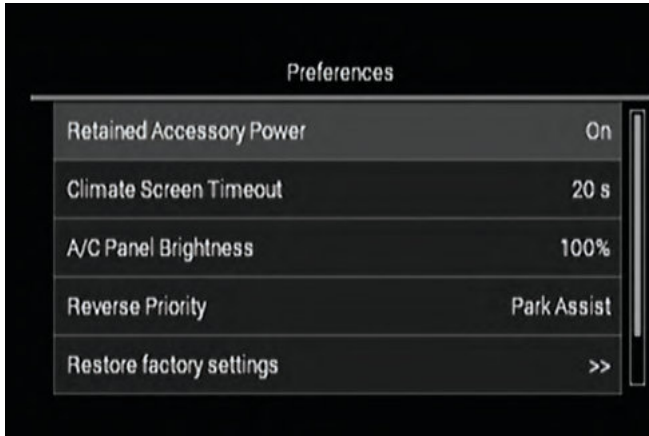 Preferences
Retained Accessory Power On
Climate Screen Timeout 20 s
A/C Panel Brightness 100%
Reverse Priority Park Assist
Restore factory settings >>